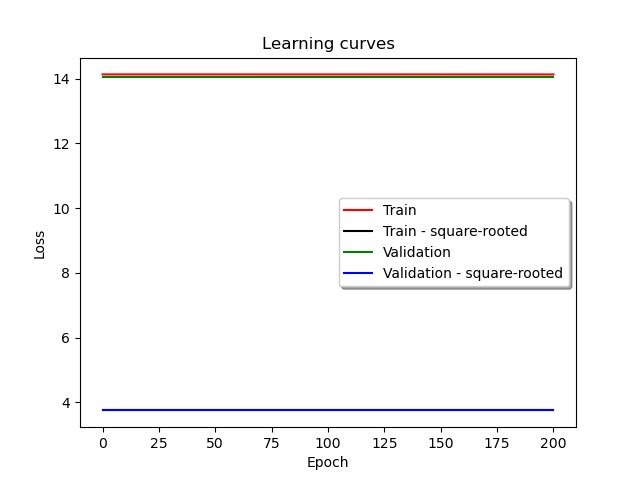 Learning curves
14
12
10
8
6
4
Loss
Train
Train - square-rooted
Validation
Validation - square-rooted
0 25 50 75 100 125 150 175 200
Epoch